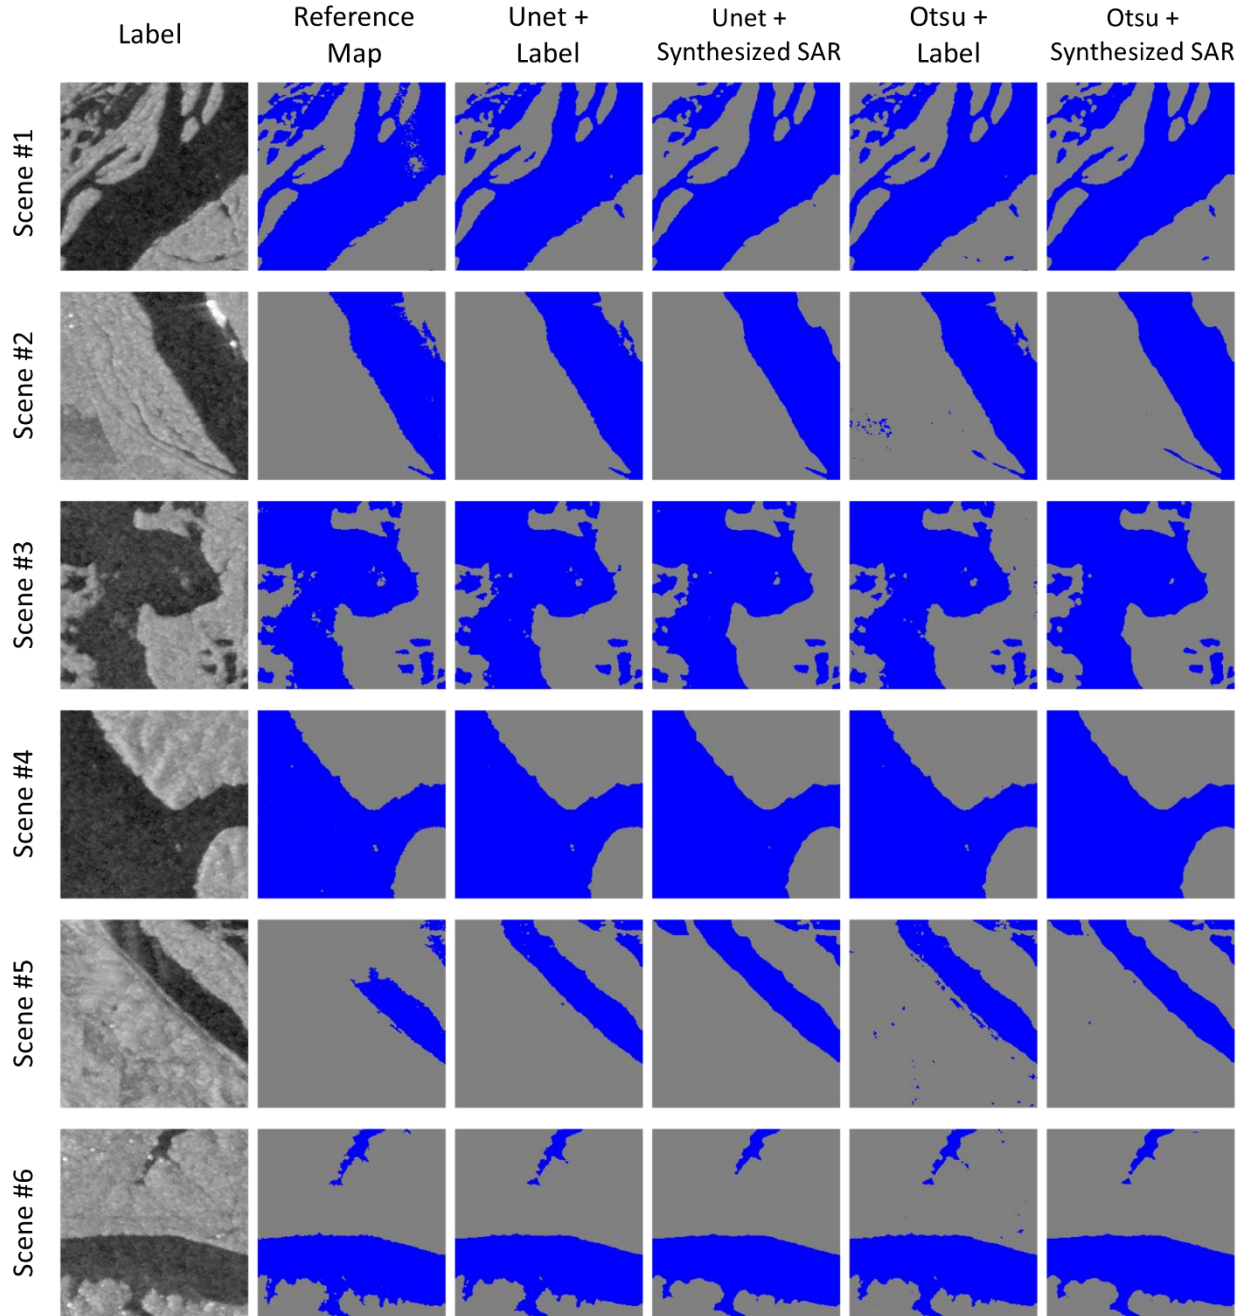 Label
Reference
Map
Unet +
Label
Unet +
Synthesized SAR
Otsu +
Label
Otsu +
Synthesized SAR
Scene #1
Scene #2
Scene #3
Scene #4
Scene #5
Scene #6